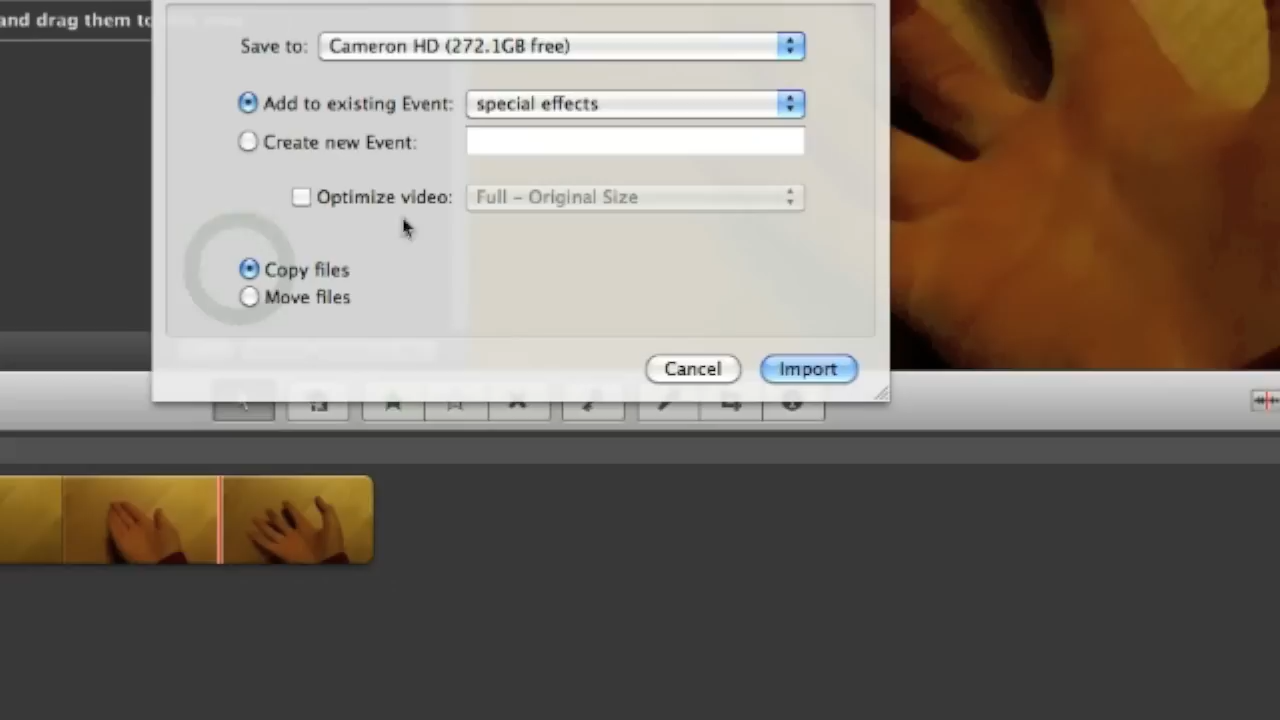 and drag them to
Save to: Cameron HD (272.1GB free)
Add to existing Event: special effects
Create new Event:
Optimize video: Full – Original Size
Copy files
Move files
Cancel Import